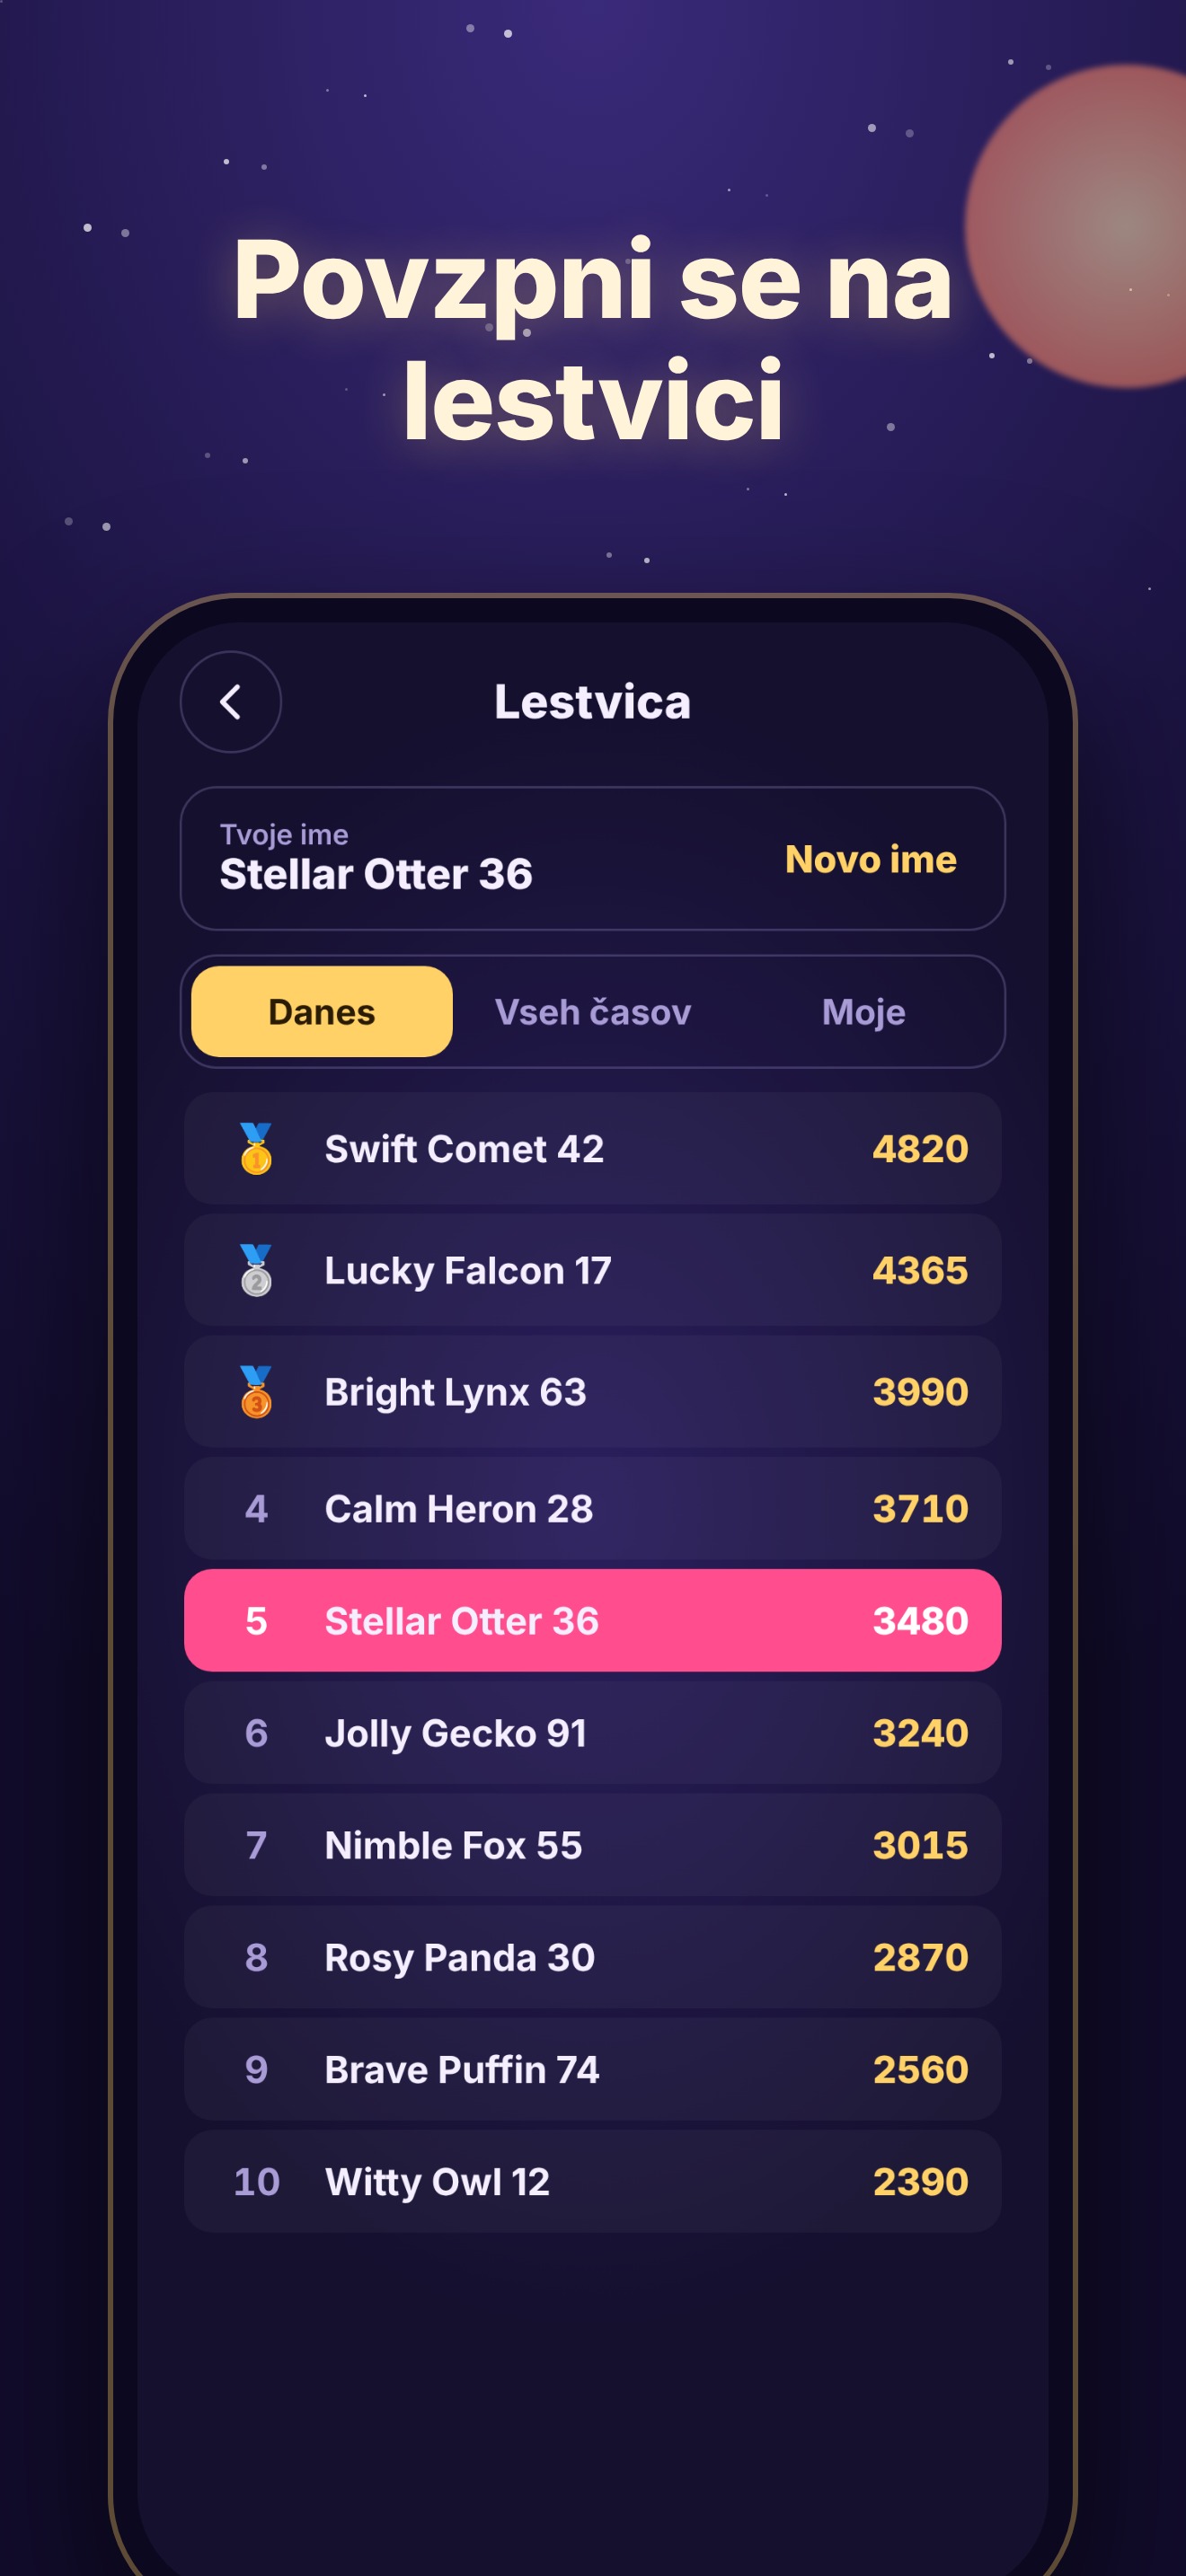 Povzpni se na
lestvici
Lestvica
Tvoje ime
Stellar Otter 36
Novo ime
Danes
Vseh časov
Moje
1 Swift Comet 42 4820
2 Lucky Falcon 17 4365
3 Bright Lynx 63 3990
4 Calm Heron 28 3710
5 Stellar Otter 36 3480
6 Jolly Gecko 91 3240
7 Nimble Fox 55 3015
8 Rosy Panda 30 2870
9 Brave Puffin 74 2560
10 Witty Owl 12 2390